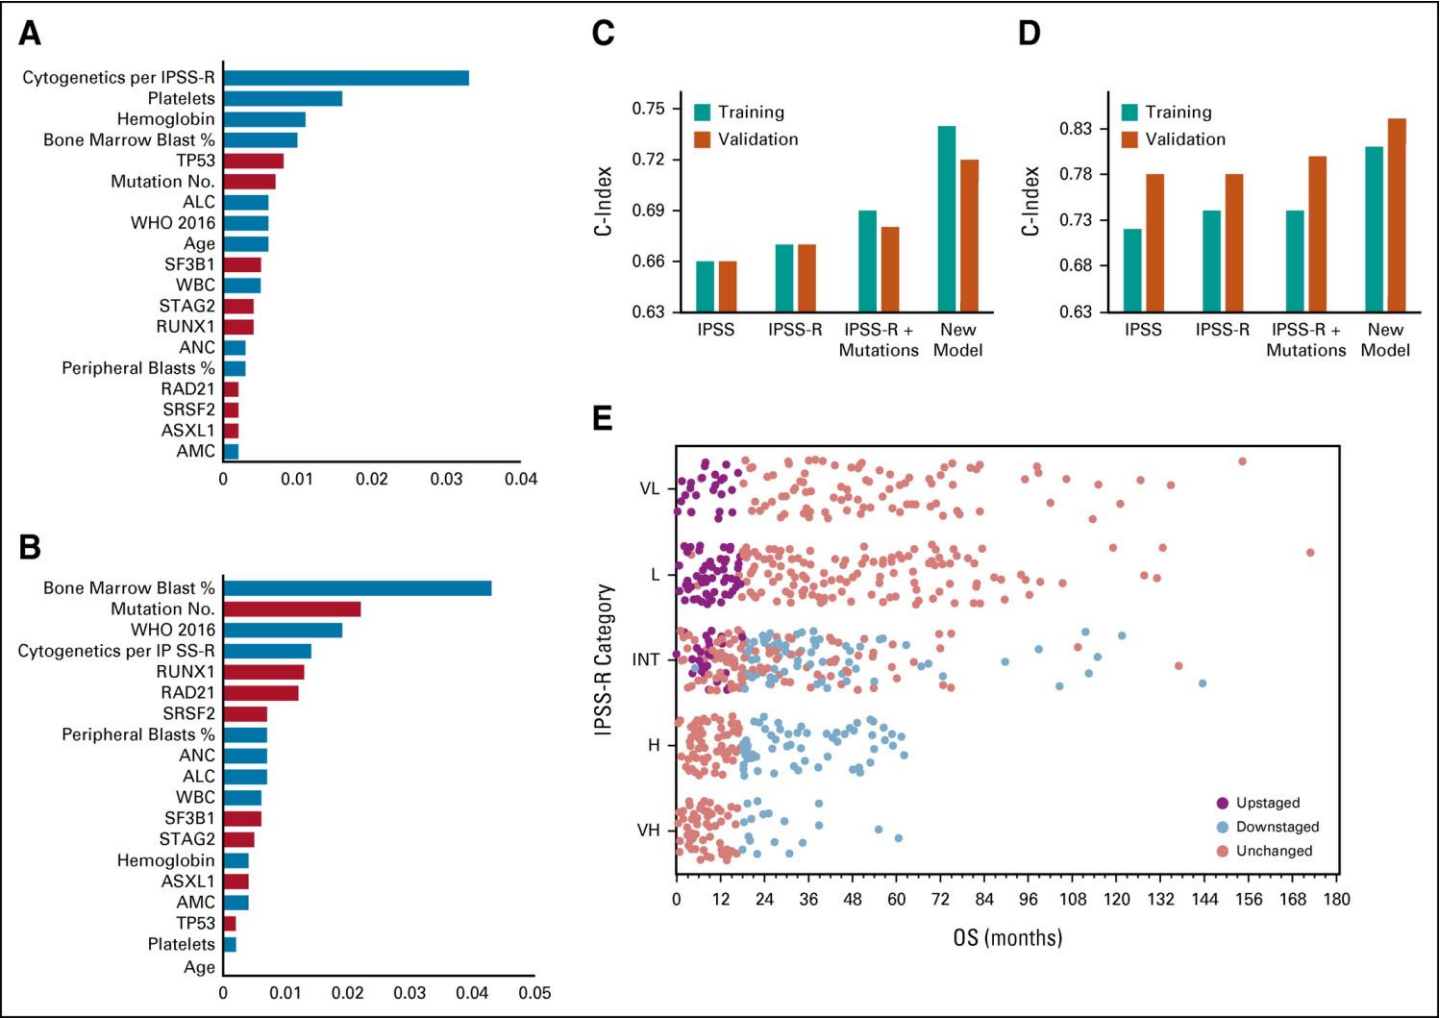 A
Cytogenetics per IPSS-R
Platelets
Hemoglobin
Bone Marrow Blast %
TP53
Mutation No.
ALC
WHO 2016
Age
SF3B1
WBC
STAG2
RUNX1
ANC
Peripheral Blasts %
RAD21
SRSF2
ASXL1
AMC
0 0.01 0.02 0.03 0.04
B
Bone Marrow Blast %
Mutation No.
WHO 2016
Cytogenetics per IP SS-R
RUNX1
RAD21
SRSF2
Peripheral Blasts %
ANC
ALC
WBC
SF3B1
STAG2
Hemoglobin
ASXL1
AMC
TP53
Platelets
Age
0 0.01 0.02 0.03 0.04 0.05
C
C-Index
0.75
0.72
0.69
0.66
0.63
Training
Validation
IPSS IPSS-R IPSS-R + New
Mutations Model
D
C-Index
0.83
0.78
0.73
0.68
0.63
Training
Validation
IPSS IPSS-R IPSS-R + New
Mutations Model
E
IPSS-R Category
VL
L
INT
H
VH
Upstaged
Downstaged
Unchanged
0 12 24 36 48 60 72 84 96 108 120 132 144 156 168 180
OS (months)